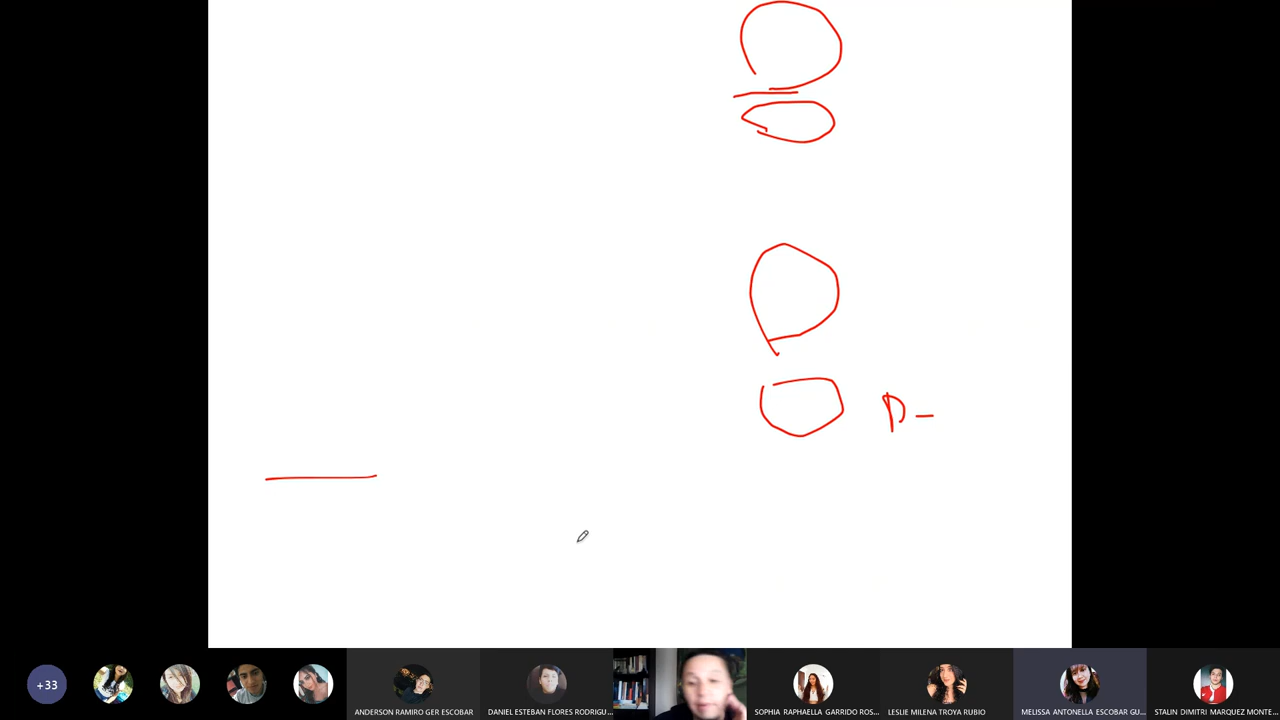 D-
+33
ANDERSON RAMIRO GER ESCOBAR
DANIEL ESTEBAN FLORES RODRIGU...
SOPHIA RAPHAELLA GARRIDO ROS...
LESLIE MILENA TROYA RUBIO
MELISSA ANTONELLA ESCOBAR GU...
STALIN DIMITRI MARQUEZ MONTE...